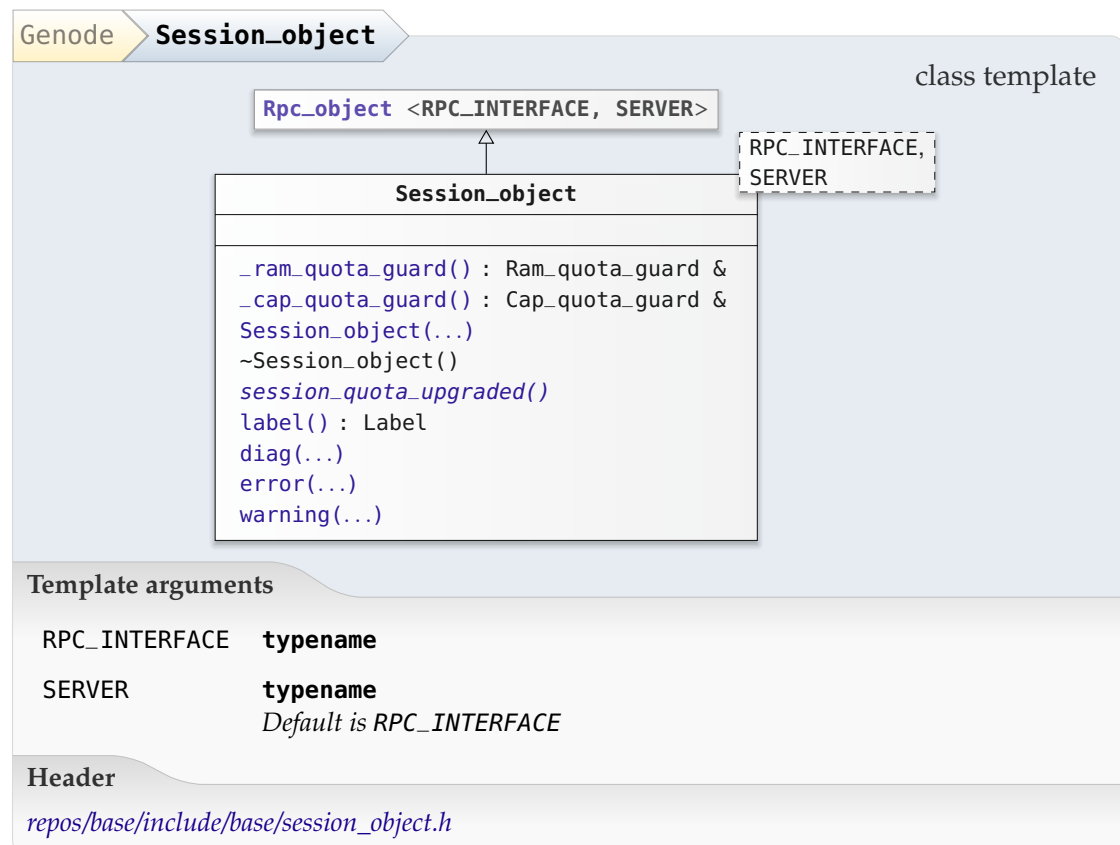 Genode Session_object
class template
Rpc_object <RPC_INTERFACE, SERVER>
RPC_INTERFACE,
SERVER
Session_object
_ram_quota_guard() : Ram_quota_guard &
_cap_quota_guard() : Cap_quota_guard &
Session_object(...)
~Session_object()
session_quota_upgraded()
label() : Label
diag(...)
error(...)
warning(...)
Template arguments
RPC_INTERFACE typename
SERVER typename
Default is RPC_INTERFACE
Header
repos/base/include/base/session_object.h